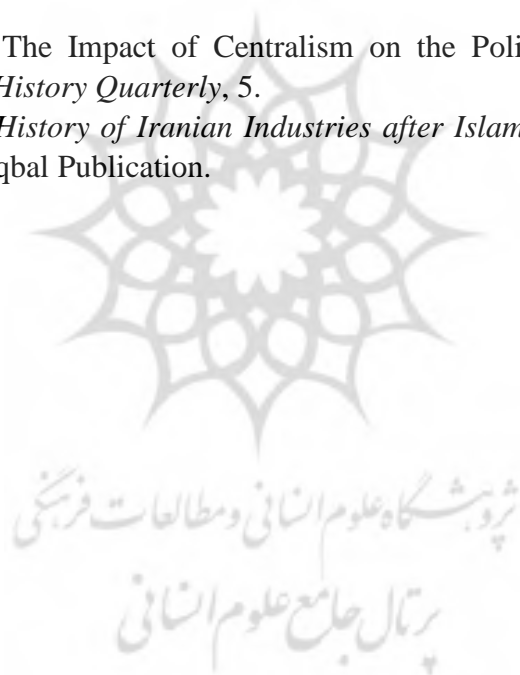 The Impact of Centralism on the Poli
History Quarterly, 5.
History of Iranian Industries after Islam
qbal Publication.
پژوهشگاه علوم انسانی و مطالعات فرهنگی
پرتال جامع علوم انسانی